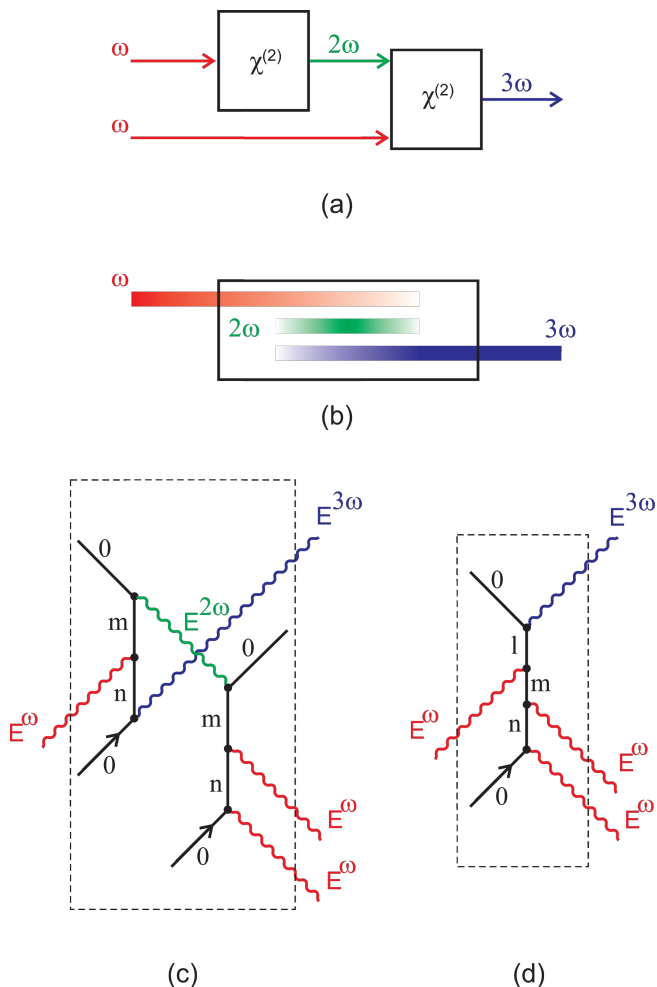 ω χ⁽²⁾ 2ω χ⁽²⁾ 3ω
ω
(a)
ω
2ω 3ω
(b)
E³ω E³ω
0 0
E²ω 0
m l
m
n m n
Eω Eω Eω
0 n 0 Eω
0 Eω
Eω
(c) (d)